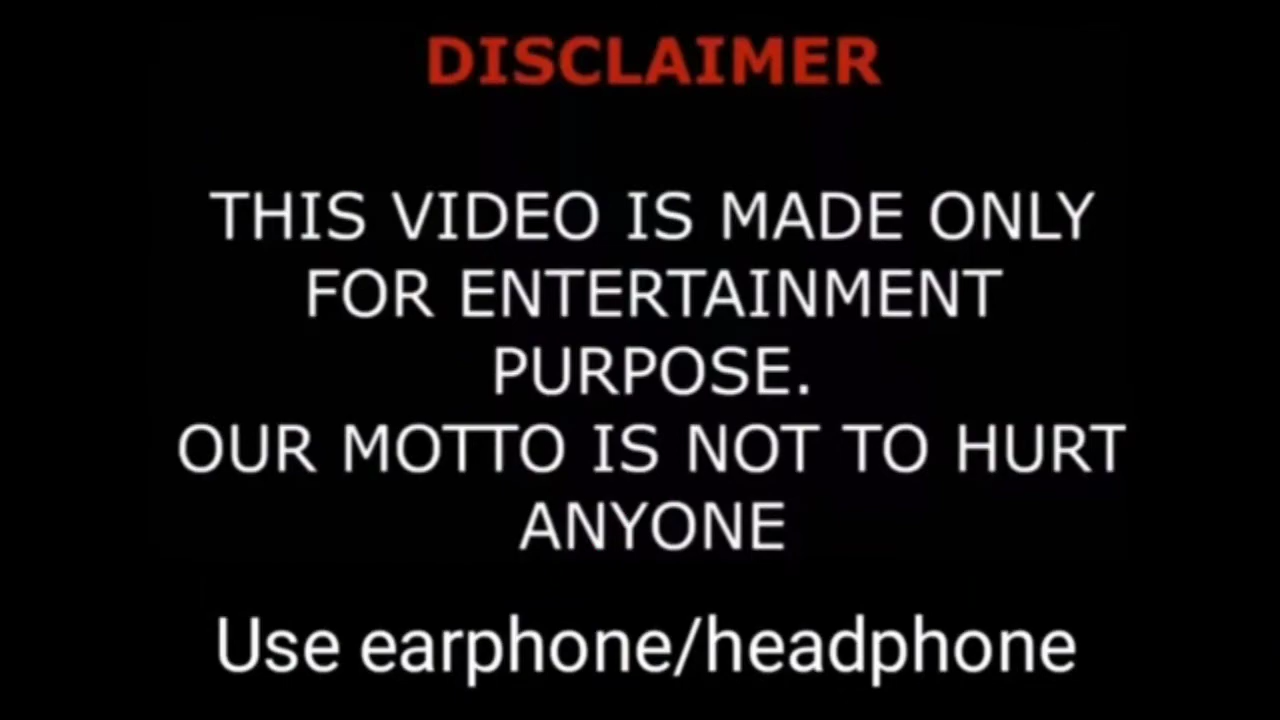 DISCLAIMER
THIS VIDEO IS MADE ONLY
FOR ENTERTAINMENT
PURPOSE.
OUR MOTTO IS NOT TO HURT
ANYONE
Use earphone/headphone